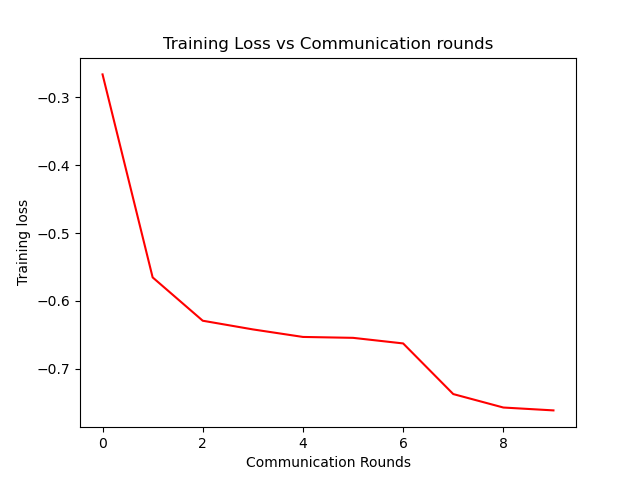 Training Loss vs Communication rounds
−0.3
−0.4
−0.5
−0.6
−0.7
Training loss
0 2 4 6 8
Communication Rounds